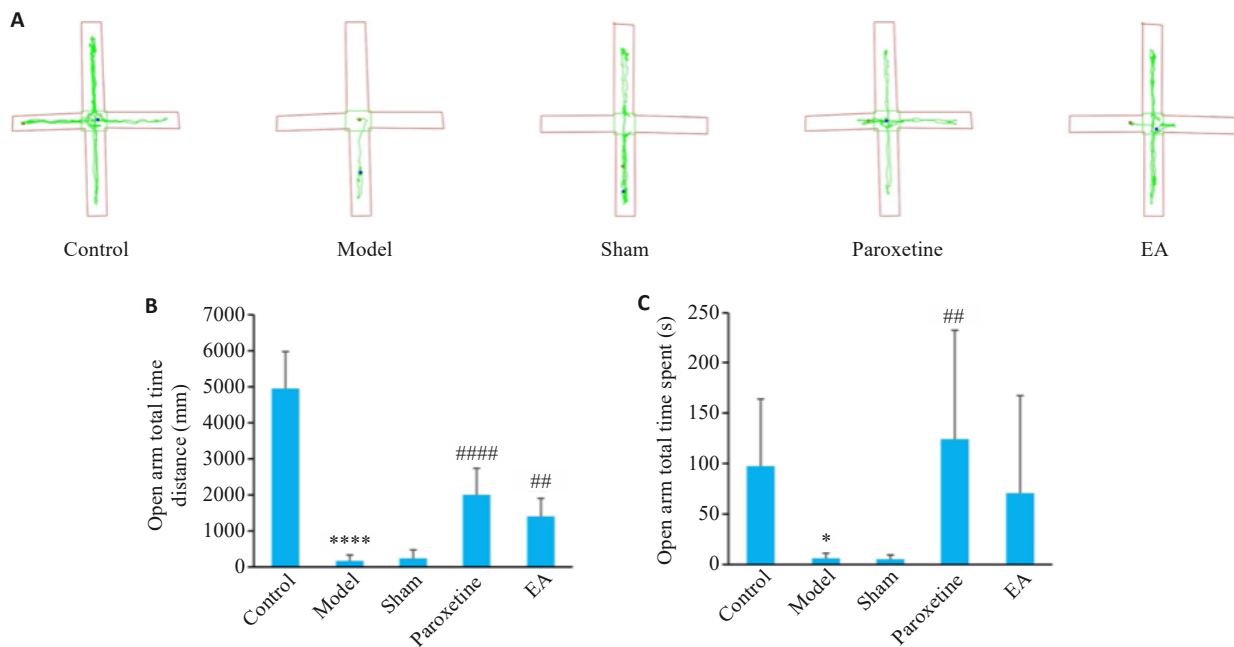 A
Control
Model
Sham
Paroxetine
EA
B
7000
6000
5000
4000
3000
2000
1000
0
Open arm total time
distance (mm)
****
####
##
Control
Model
Sham
Paroxetine
EA
C
250
200
150
100
50
0
Open arm total time spent (s)
*
##
Control
Model
Sham
Paroxetine
EA